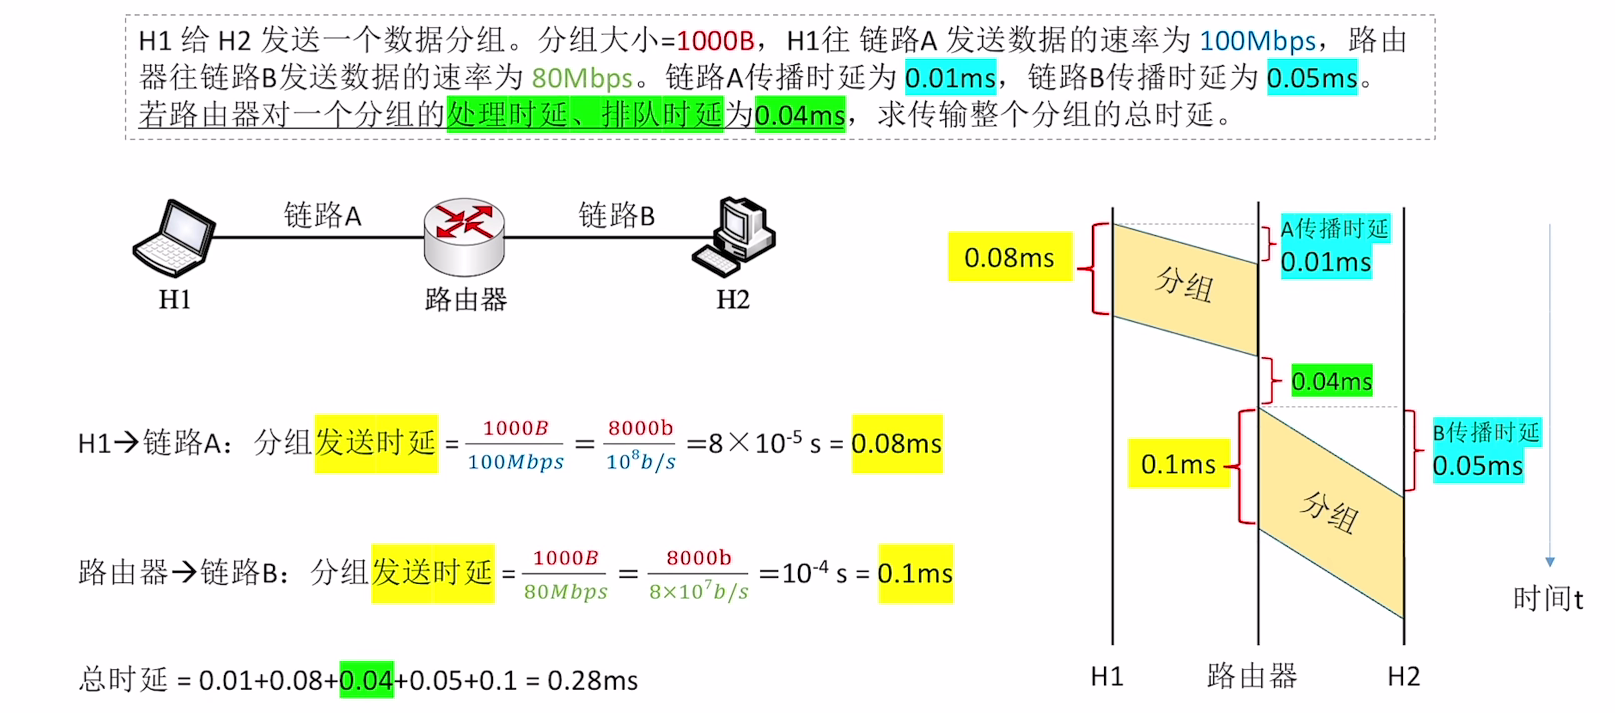 H1 给 H2 发送一个数据分组。分组大小=1000B，H1往 链路A 发送数据的速率为 100Mbps，路由
器往链路B发送数据的速率为 80Mbps。链路A传播时延为 0.01ms，链路B传播时延为 0.05ms。
若路由器对一个分组的处理时延、排队时延为0.04ms，求传输整个分组的总时延。
链路A
链路B
H1
路由器
H2
0.08ms
分组
A传播时延
0.01ms
0.04ms
0.1ms
分组
B传播时延
0.05ms
时间t
H1
路由器
H2
H1→链路A：分组发送时延 = 1000B/100Mbps = 8000b/10⁸b/s =8×10⁻⁵ s = 0.08ms
路由器→链路B：分组发送时延 = 1000B/80Mbps = 8000b/8×10⁷b/s =10⁻⁴ s = 0.1ms
总时延 = 0.01+0.08+0.04+0.05+0.1 = 0.28ms